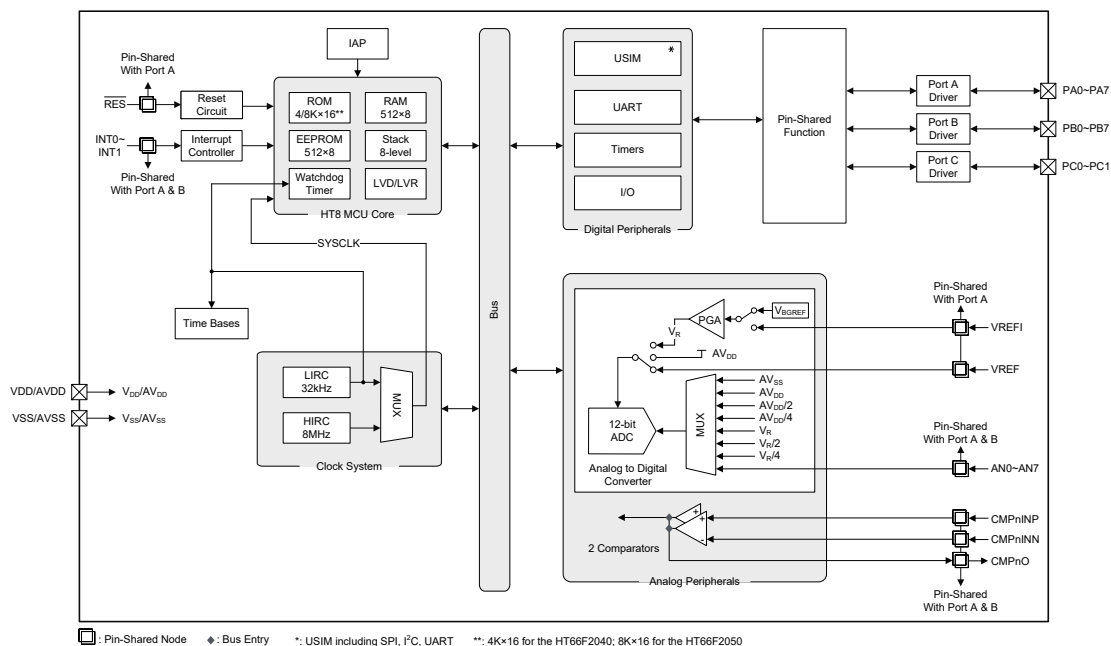 IAP
Pin-Shared
With Port A
RES
Reset
Circuit
INT0~
INT1
Interrupt
Controller
Pin-Shared
With Port A & B
ROM
4/8K×16**
RAM
512×8
EEPROM
512×8
Stack
8-level
Watchdog
Timer
LVD/LVR
HT8 MCU Core
SYSCLK
Time Bases
LIRC
32kHz
HIRC
8MHz
MUX
Clock System
VDD/AVDD
VDD/AVDD
VSS/AVSS
VSS/AVSS
Bus
USIM *
UART
Timers
I/O
Digital Peripherals
Pin-Shared
Function
Port A
Driver
PA0~PA7
Port B
Driver
PB0~PB7
Port C
Driver
PC0~PC1
PGA
VBGREF
VR
AVDD
12-bit
ADC
MUX
AVSS
AVDD
AVDD/2
AVDD/4
VR
VR/2
VR/4
Analog to Digital
Converter
Pin-Shared
With Port A
VREFI
VREF
Pin-Shared
With Port A & B
AN0~AN7
+
+
-
2 Comparators
CMPnINP
CMPnINN
CMPnO
Pin-Shared
With Port A & B
Analog Peripherals
: Pin-Shared Node : Bus Entry *: USIM including SPI, I²C, UART **: 4K×16 for the HT66F2040; 8K×16 for the HT66F2050